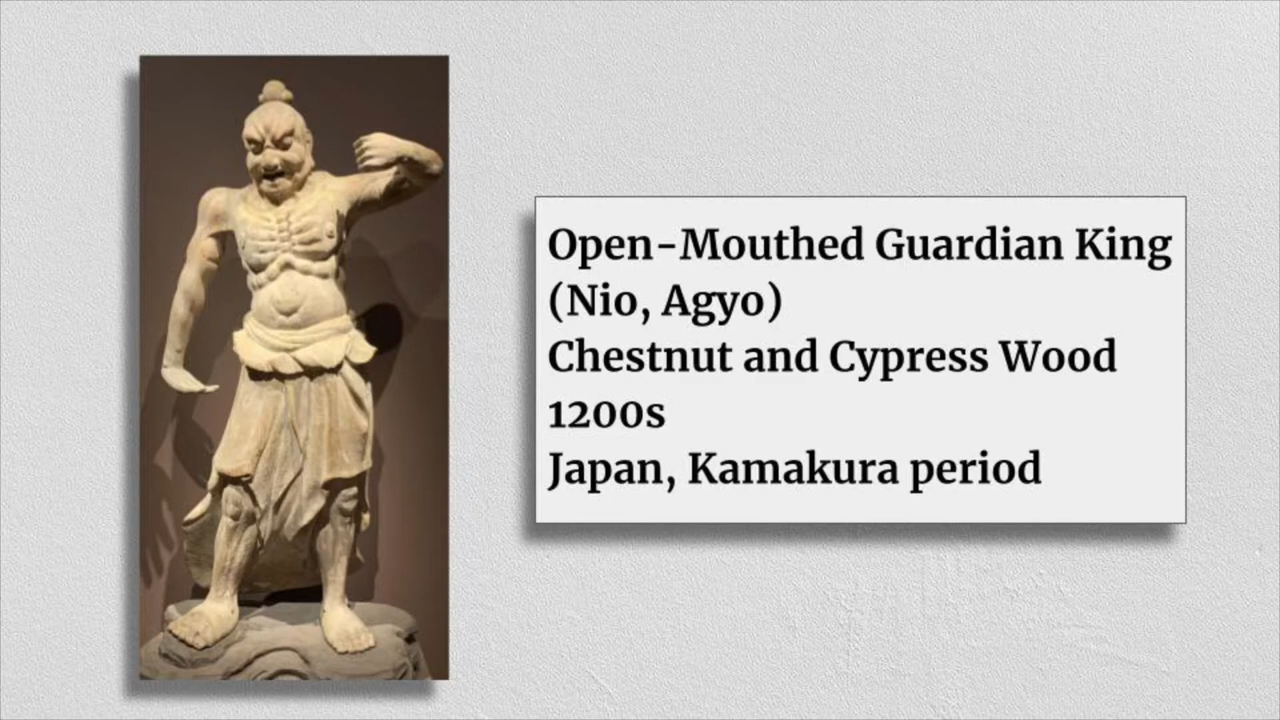 Open-Mouthed Guardian King
(Nio, Agyo)
Chestnut and Cypress Wood
1200s
Japan, Kamakura period